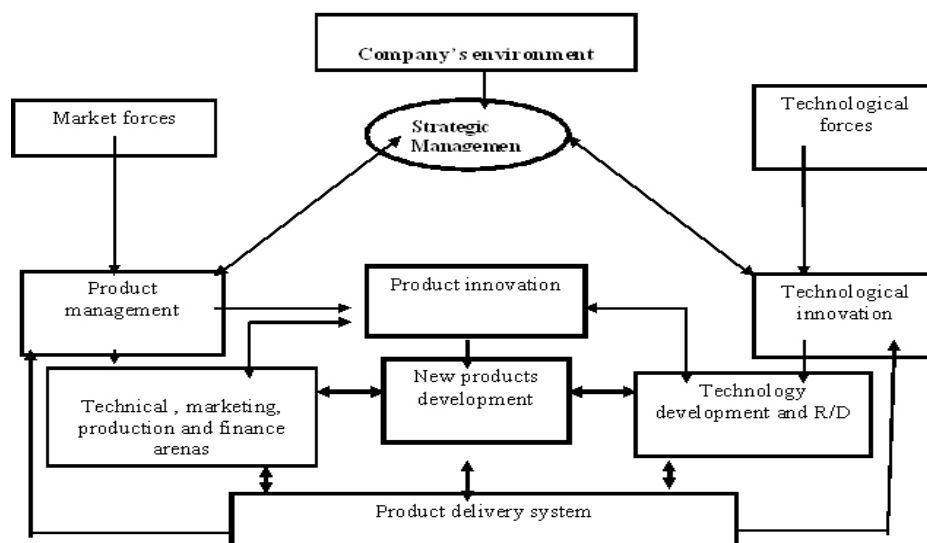 Company's environment
Market forces
Technological
forces
Strategic
Managemen
Product
management
Product innovation
Technological
innovation
Technical , marketing,
production and finance
arenas
New products
development
Technology
development and R/D
Product delivery system